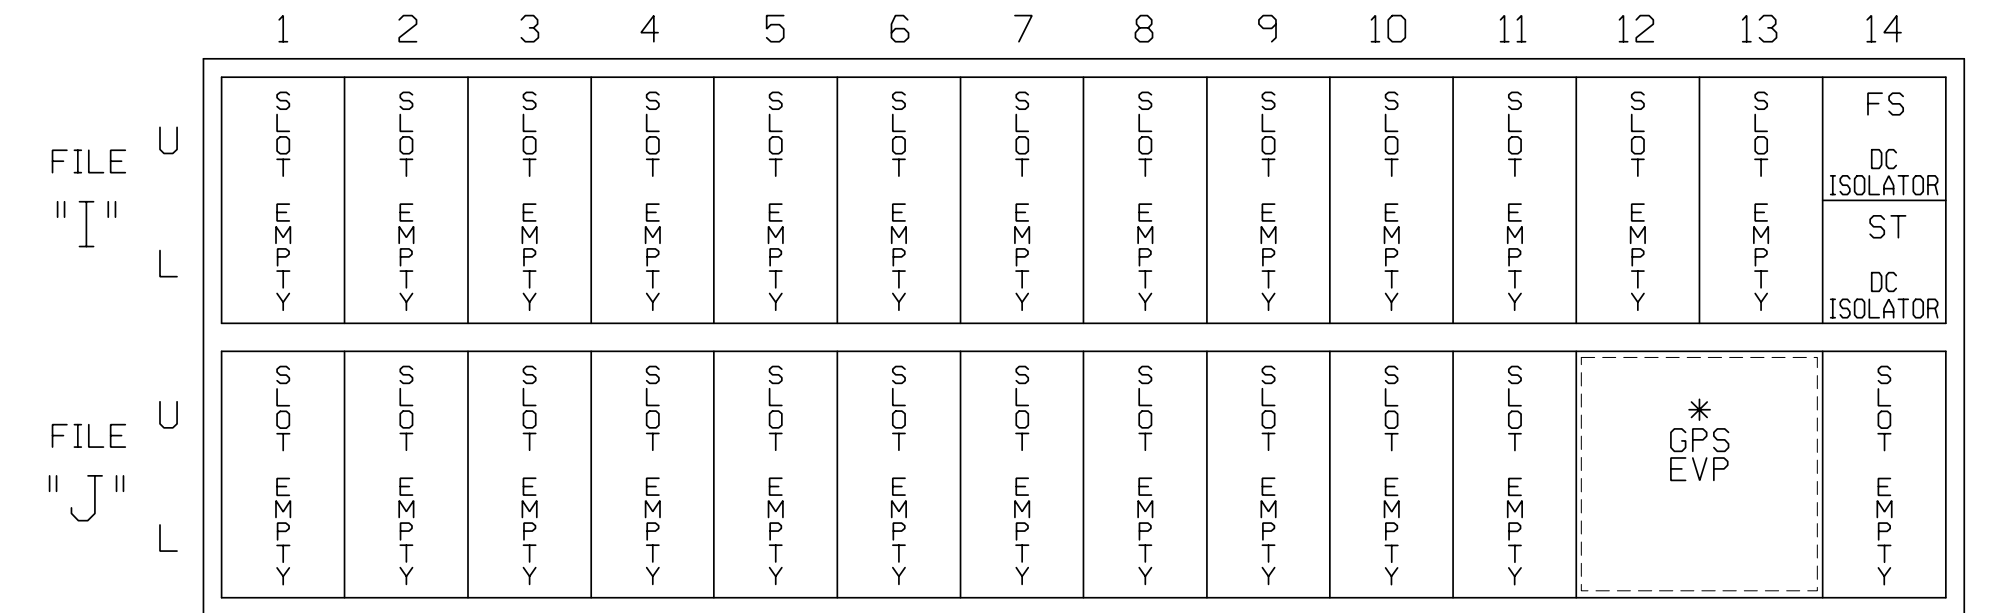 1 2 3 4 5 6 7 8 9 10 11 12 13 14
FILE "I"
U
L
SLOT EMPTY
SLOT EMPTY
SLOT EMPTY
SLOT EMPTY
SLOT EMPTY
SLOT EMPTY
SLOT EMPTY
SLOT EMPTY
SLOT EMPTY
SLOT EMPTY
SLOT EMPTY
SLOT EMPTY
SLOT EMPTY
FS
DC
ISOLATOR
ST
DC
ISOLATOR
FILE "J"
U
L
SLOT EMPTY
SLOT EMPTY
SLOT EMPTY
SLOT EMPTY
SLOT EMPTY
SLOT EMPTY
SLOT EMPTY
SLOT EMPTY
SLOT EMPTY
SLOT EMPTY
SLOT EMPTY
*
GPS
EVP
SLOT EMPTY